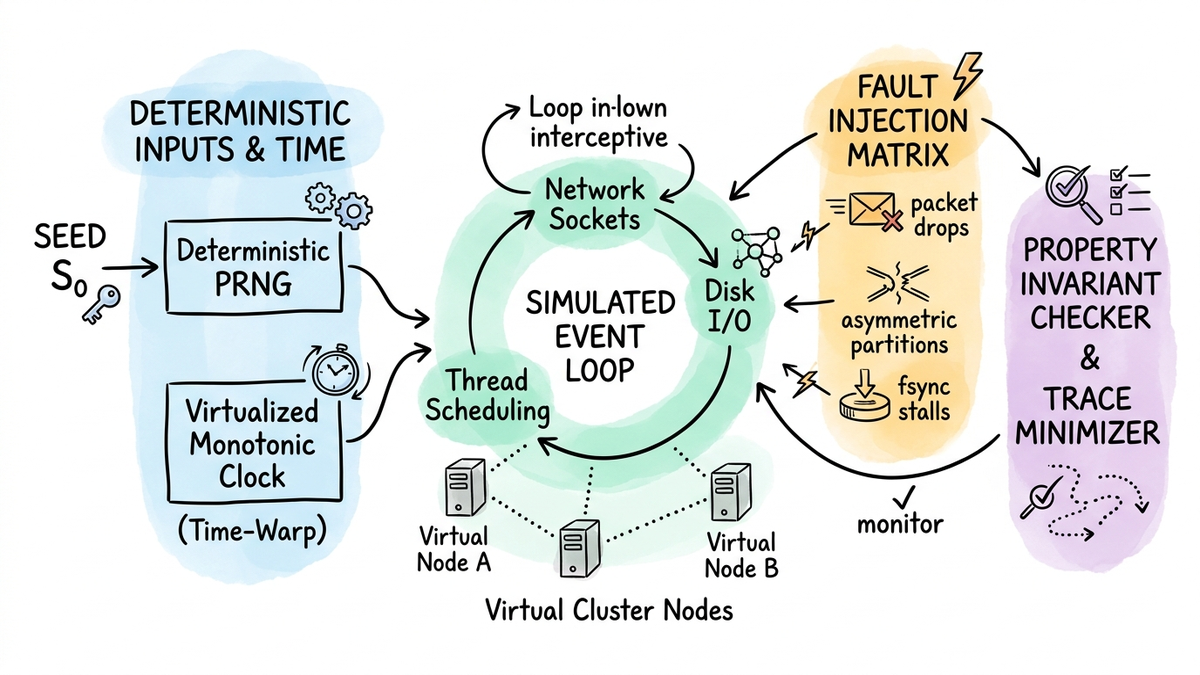 DETERMINISTIC
INPUTS & TIME
SEED
S₀
Deterministic
PRNG
Virtualized
Monotonic
Clock
(Time-Warp)
Loop in-lown
interceptive
Network
Sockets
SIMULATED
EVENT
LOOP
Disk
I/O
Thread
Scheduling
Virtual
Node A
Virtual
Node B
Virtual Cluster Nodes
FAULT
INJECTION
MATRIX
packet
drops
asymmetric
partitions
fsync
stalls
monitor
PROPERTY
INVARIANT
CHECKER
&
TRACE
MINIMIZER